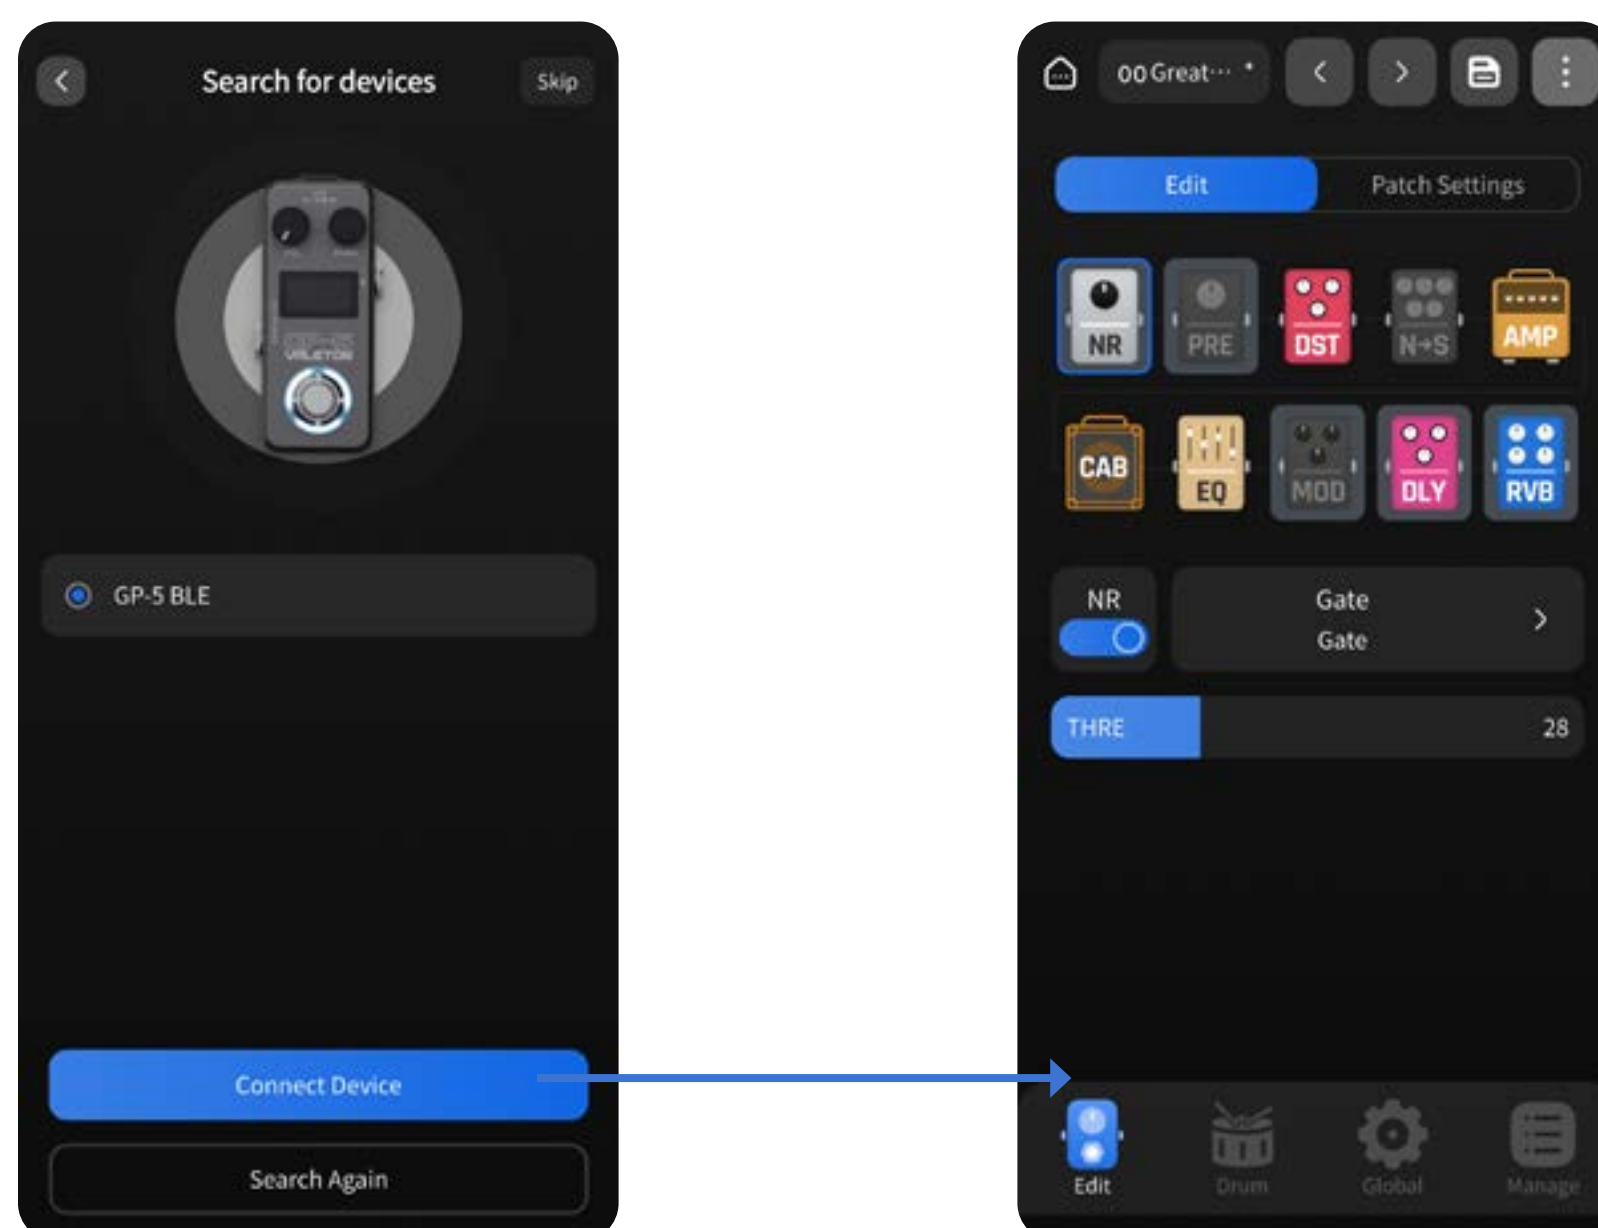 Search for devices
Skip
VALETON
GP-5 BLE
Connect Device
Search Again
00 Great··· *
Edit
Patch Settings
NR
PRE
DST
N→S
AMP
CAB
EQ
MOD
DLY
RVB
NR
Gate
Gate
THRE
28
Edit
Drum
Global
Manage